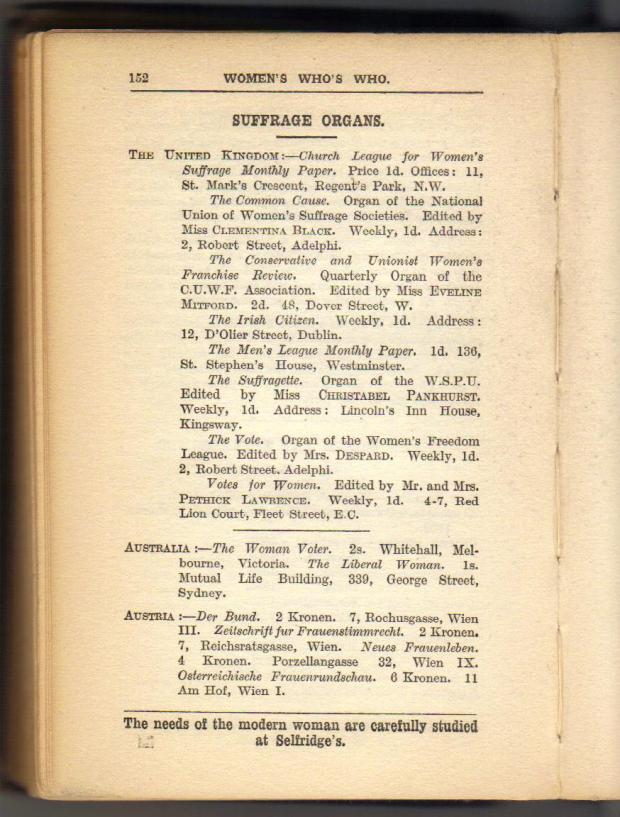 152 WOMEN'S WHO'S WHO.
SUFFRAGE ORGANS.
THE UNITED KINGDOM:—Church League for Women's
Suffrage Monthly Paper. Price 1d. Offices: 11,
St. Mark's Crescent, Regent's Park, N.W.
The Common Cause. Organ of the National
Union of Women's Suffrage Societies. Edited by
Miss CLEMENTINA BLACK. Weekly, 1d. Address:
2, Robert Street, Adelphi.
The Conservative and Unionist Women's
Franchise Review. Quarterly Organ of the
C.U.W.F. Association. Edited by Miss EVELINE
MITFORD. 2d. 48, Dover Street, W.
The Irish Citizen. Weekly, 1d. Address:
12, D'Olier Street, Dublin.
The Men's League Monthly Paper. 1d. 136,
St. Stephen's House, Westminster.
The Suffragette. Organ of the W.S.P.U.
Edited by Miss CHRISTABEL PANKHURST.
Weekly, 1d. Address: Lincoln's Inn House,
Kingsway.
The Vote. Organ of the Women's Freedom
League. Edited by Mrs. DESPARD. Weekly, 1d.
2, Robert Street. Adelphi.
Votes for Women. Edited by Mr. and Mrs.
PETHICK LAWRENCE. Weekly, 1d. 4-7, Red
Lion Court, Fleet Street, E.C.
AUSTRALIA:—The Woman Voter. 2s. Whitehall, Mel-
bourne, Victoria. The Liberal Woman. 1s.
Mutual Life Building, 339, George Street,
Sydney.
AUSTRIA:—Der Bund. 2 Kronen. 7, Rochusgasse, Wien
III. Zeitschrift fur Frauenstimmrecht. 2 Kronen.
7, Reichsratsgasse, Wien. Neues Frauenleben.
4 Kronen. Porzellangasse 32, Wien IX.
Osterreichische Frauenrundschau. 6 Kronen. 11
Am Hof, Wien I.
The needs of the modern woman are carefully studied
at Selfridge's.